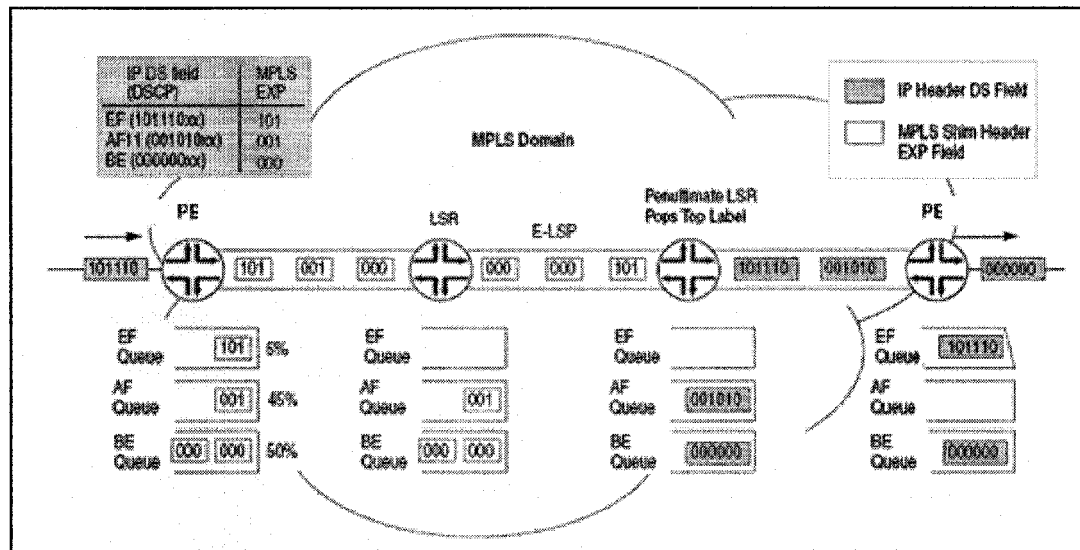 IP DS field MPLS
(DSCP) EXP
EF (101110xx) 101
AF11 (001010xx) 001
BE (000000xx) 000
IP Header DS Field
MPLS Shim Header
EXP Field
MPLS Domain
Penultimate LSR
Pops Top Label
PE LSR E-LSP PE
101110 101 001 000 000 000 101 101110 001010 000000
EF
Queue 101 5%
EF
Queue
EF
Queue
EF
Queue 101110
AF
Queue 001 45%
AF
Queue 001
AF
Queue 001010
AF
Queue
BE
Queue 000 000 50%
BE
Queue 000 000
BE
Queue 000000
BE
Queue 000000